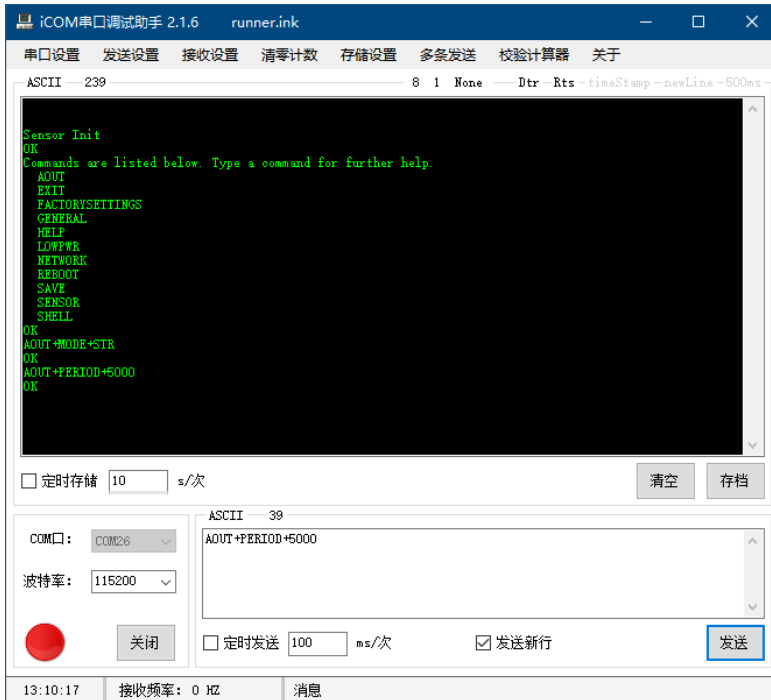 iCOM串口调试助手 2.1.6 runner.ink
串口设置 发送设置 接收设置 清零计数 存储设置 多条发送 校验计算器 关于
ASCII 239 8 1 None Dtr Rts timeStamp newLine 500ms
Sensor Init
OK
Commands are listed below. Type a command for further help.
AOUT
EXIT
FACTORYSETTINGS
GENERAL
HELP
LOWPWR
NETWORK
REBOOT
SAVE
SENSOR
SHELL
OK
AOUT+MODE+STR
OK
AOUT+PERIOD+5000
OK
定时存储 10 s/次 清空 存档
ASCII 39
COM口: COM26
AOUT+PERIOD+5000
波特率: 115200
关闭 定时发送 100 ms/次 发送新行 发送
13:10:17 接收频率: 0 HZ 消息